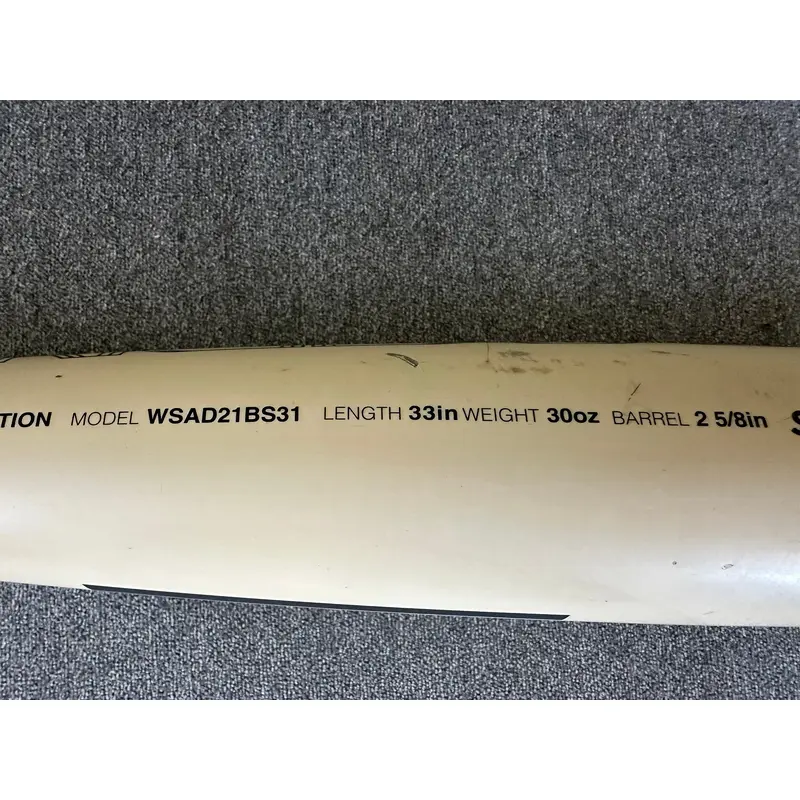 TION MODEL WSAD21BS31 LENGTH 33in WEIGHT 30oz BARREL 2 5/8in S